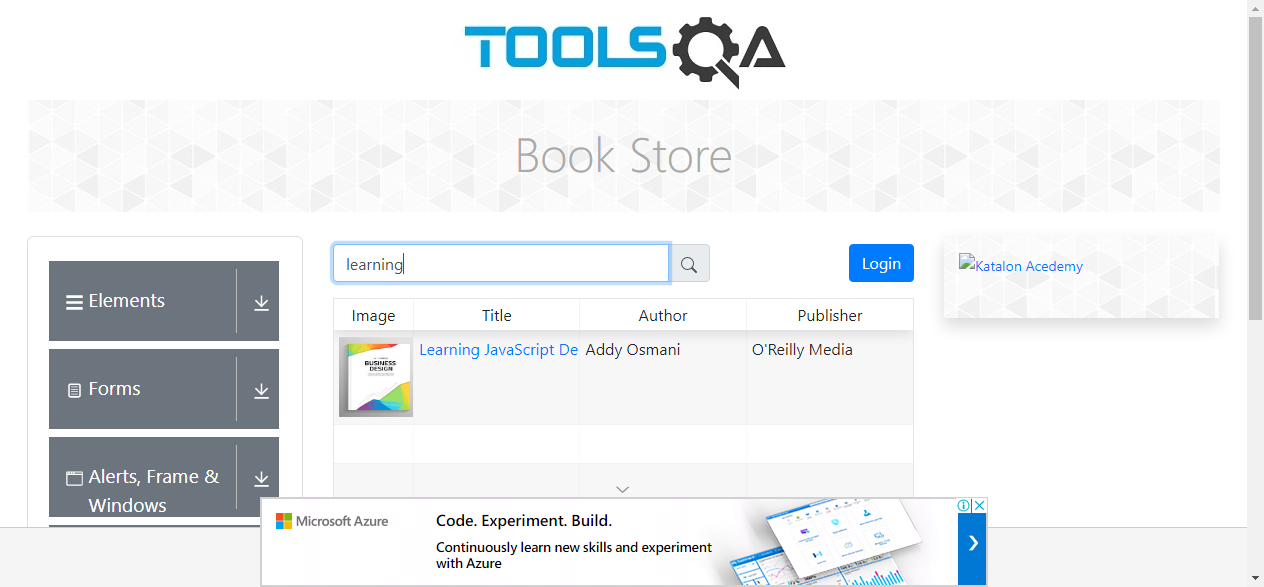 TOOLSQA
Book Store
Elements
Forms
Alerts, Frame &
Windows
learning
Login
Image Title Author Publisher
BUSINESS
DESIGN
Learning JavaScript De Addy Osmani O'Reilly Media
Katalon Acedemy
Microsoft Azure
Code. Experiment. Build.
Continuously learn new skills and experiment
with Azure